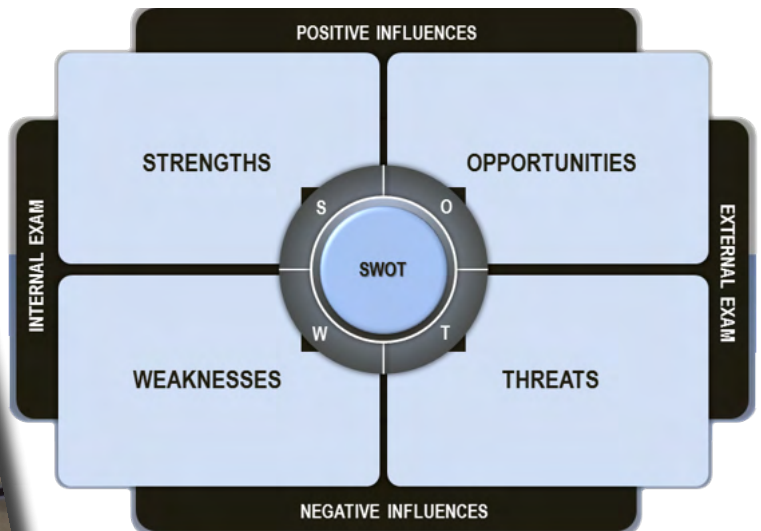 POSITIVE INFLUENCES
STRENGTHS
OPPORTUNITIES
INTERNAL EXAM
S
O
SWOT
EXTERNAL EXAM
W
T
WEAKNESSES
THREATS
NEGATIVE INFLUENCES